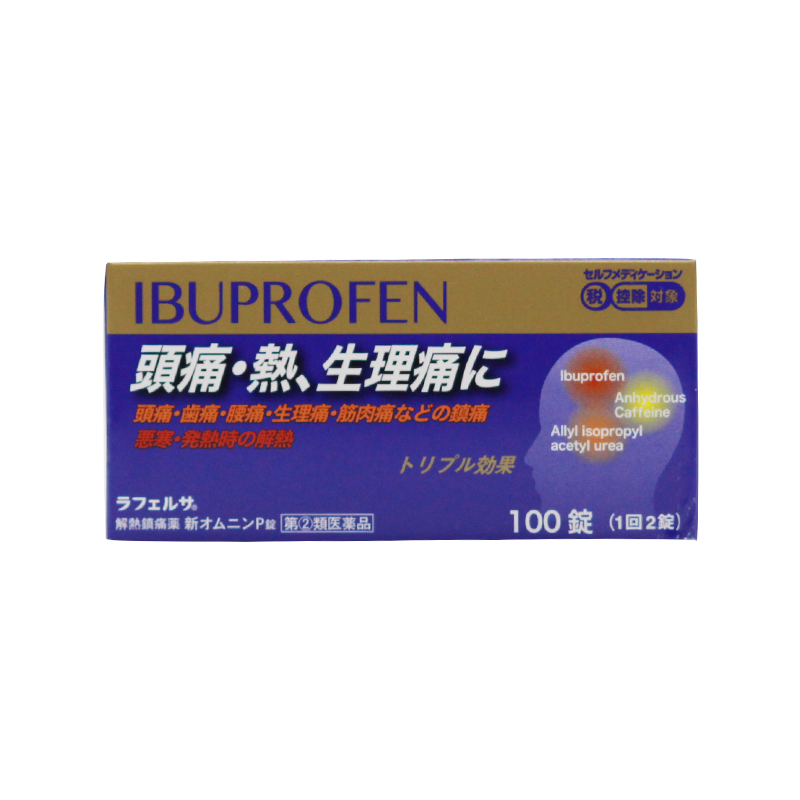 IBUPROFEN
セルフメディケーション
税 控除 対象
頭痛・熱、生理痛に
頭痛・歯痛・腰痛・生理痛・筋肉痛などの鎮痛
悪寒・発熱時の解熱
トリプル効果
Ibuprofen
Anhydrous
Caffeine
Allyl isopropyl
acetyl urea
ラフェルサ®
解熱鎮痛薬 新オムニンP錠 指定②類医薬品
100錠 (1回2錠)